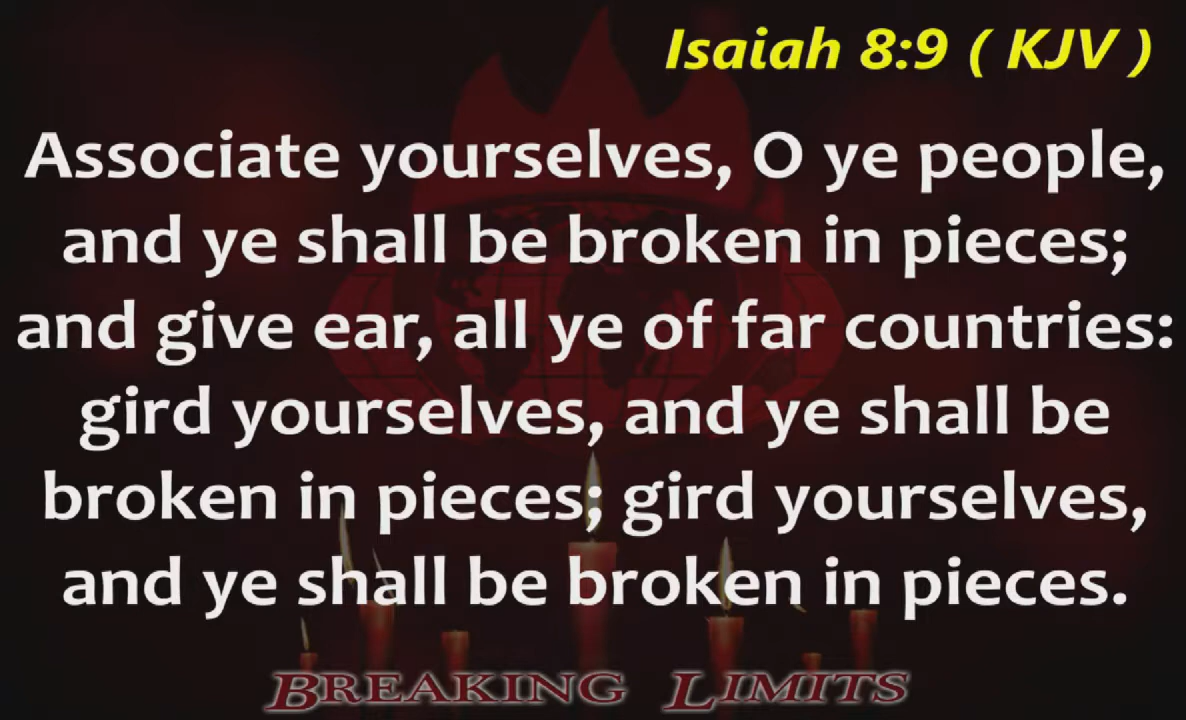 Isaiah 8:9 ( KJV )
Associate yourselves, O ye people,
and ye shall be broken in pieces;
and give ear, all ye of far countries:
gird yourselves, and ye shall be
broken in pieces; gird yourselves,
and ye shall be broken in pieces.
BREAKING LIMITS